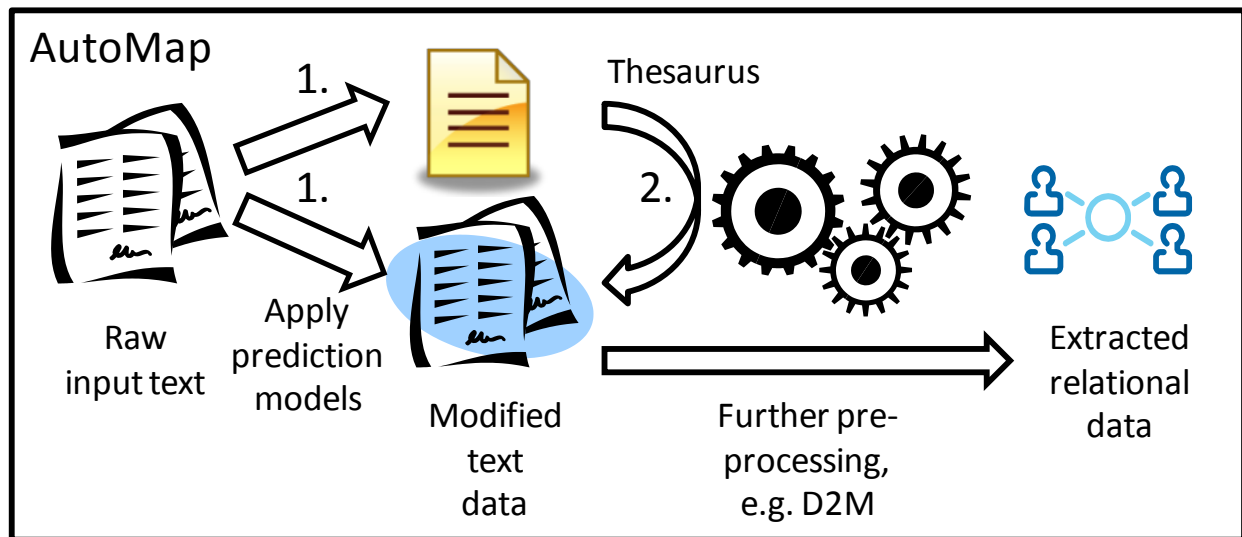 AutoMap
1.
Thesaurus
1.
2.
Raw
input text
Apply
prediction
models
Modified
text
data
Further pre-
processing,
e.g. D2M
Extracted
relational
data